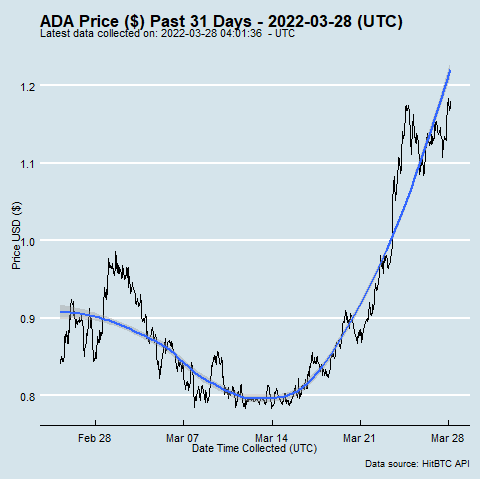 ADA Price ($) Past 31 Days - 2022-03-28 (UTC)
Latest data collected on: 2022-03-28 04:01:36  - UTC
Price USD ($)
1.2
1.1
1.0
0.9
0.8
Feb 28
Mar 07
Mar 14
Mar 21
Mar 28
Date Time Collected (UTC)
Data source: HitBTC API